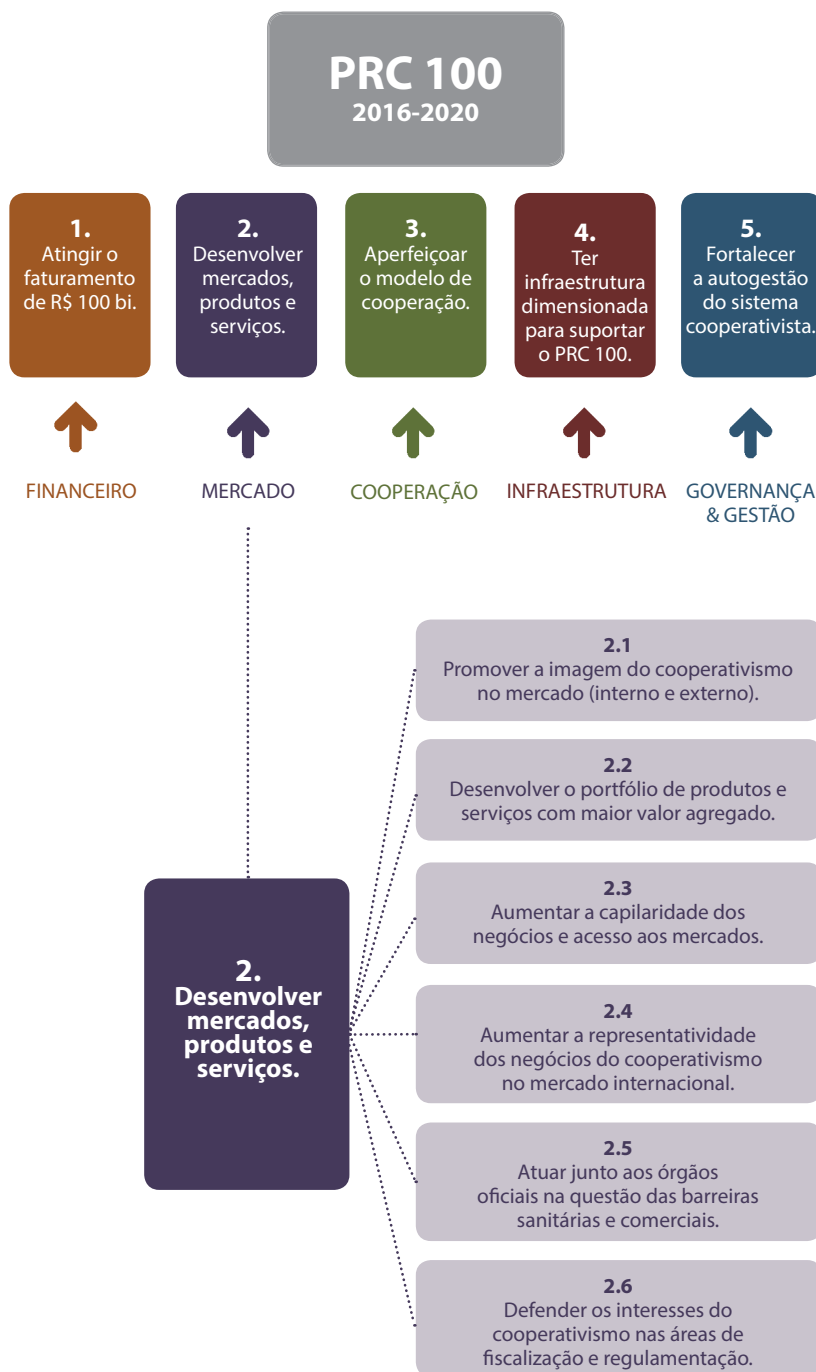 PRC 100
2016-2020
1.
Atingir o
faturamento
de R$ 100 bi.
2.
Desenvolver
mercados,
produtos e
serviços.
3.
Aperfeiçoar
o modelo de
cooperação.
4.
Ter
infraestrutura
dimensionada
para suportar
o PRC 100.
5.
Fortalecer
a autogestão
do sistema
cooperativista.
FINANCEIRO
MERCADO
COOPERAÇÃO
INFRAESTRUTURA
GOVERNANÇA
& GESTÃO
2.
Desenvolver
mercados,
produtos e
serviços.
2.1
Promover a imagem do cooperativismo
no mercado (interno e externo).
2.2
Desenvolver o portfólio de produtos e
serviços com maior valor agregado.
2.3
Aumentar a capilaridade dos
negócios e acesso aos mercados.
2.4
Aumentar a representatividade
dos negócios do cooperativismo
no mercado internacional.
2.5
Atuar junto aos órgãos
oficiais na questão das barreiras
sanitárias e comerciais.
2.6
Defender os interesses do
cooperativismo nas áreas de
fiscalização e regulamentação.